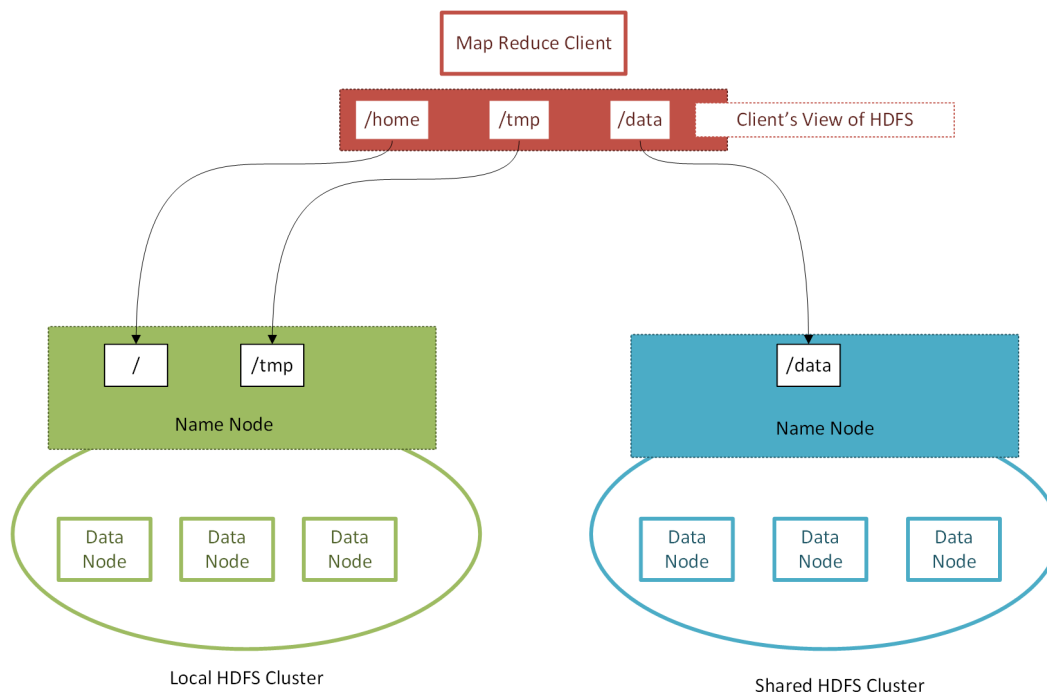 Map Reduce Client
/home
/tmp
/data
Client’s View of HDFS
/
/tmp
Name Node
/data
Name Node
Data
Node
Data
Node
Data
Node
Data
Node
Data
Node
Data
Node
Local HDFS Cluster
Shared HDFS Cluster